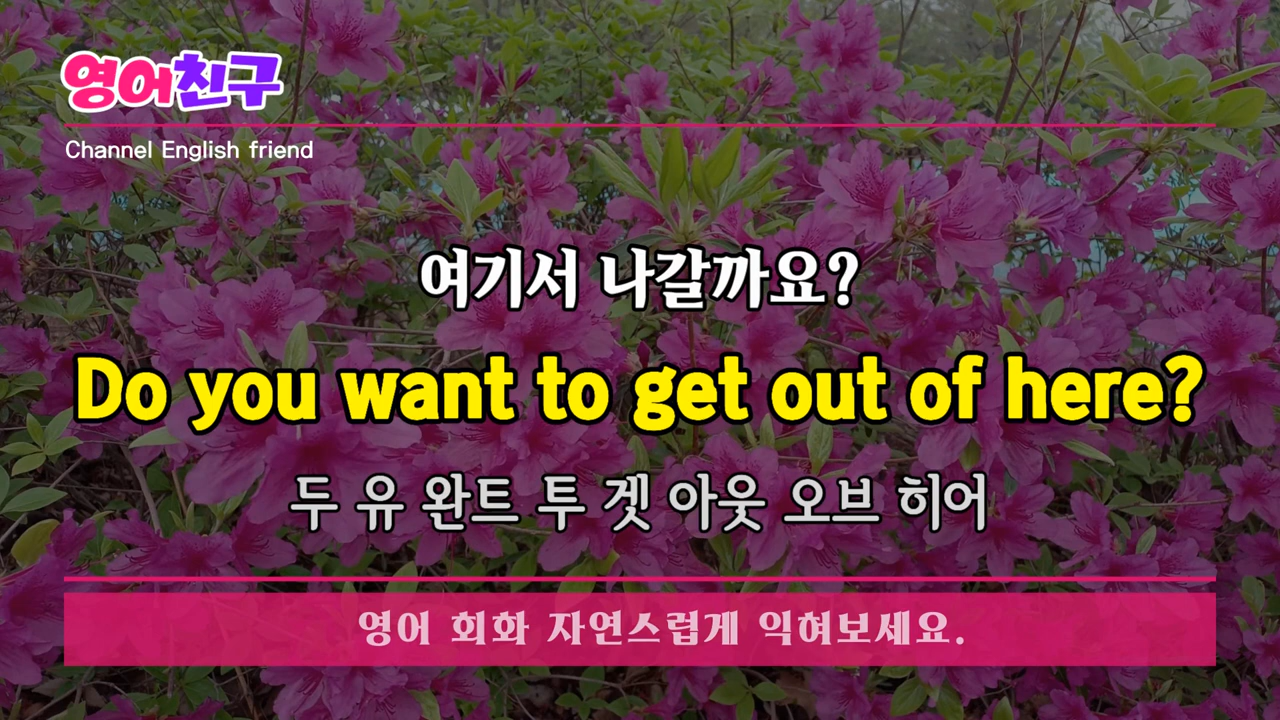 영어친구
Channel English friend
여기서 나갈까요?
Do you want to get out of here?
두 유 완트 투 겟 아웃 오브 히어
영어 회화 자연스럽게 익혀보세요.